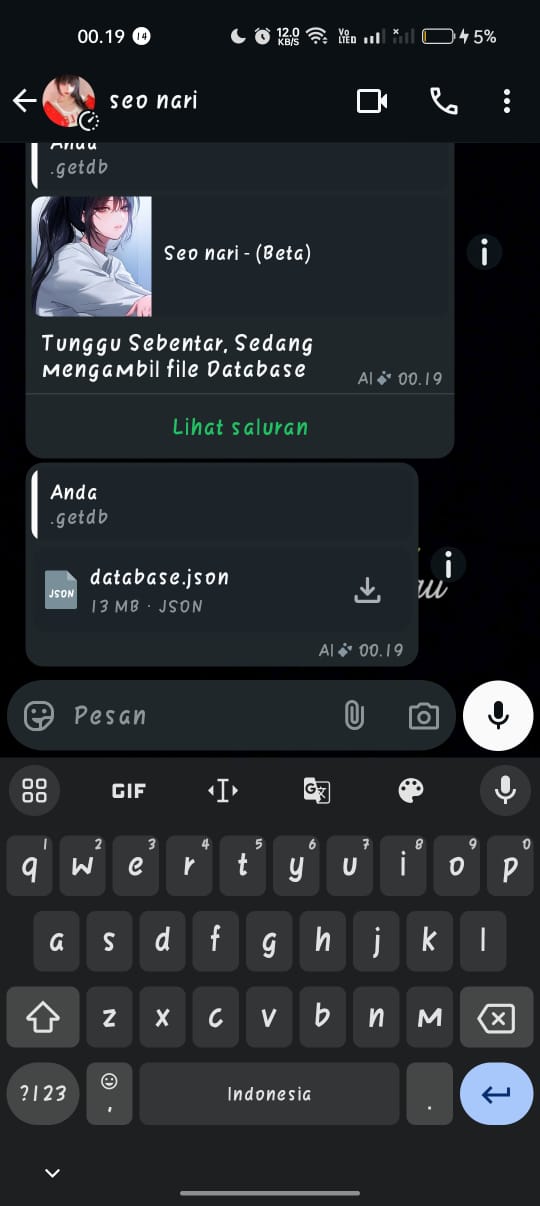 00.19 14 12.0 KB/S Vo LTED 5%
seo nari
Anda
.getdb
Seo nari - (Beta)
Tunggu Sebentar, Sedang
mengambil file Database
AI 00.19
Lihat saluran
Anda
.getdb
database.json
JSON
13 MB · JSON
AI 00.19
Pesan
GIF
1 2 3 4 5 6 7 8 9 0
q w e r t y u i o p
a s d f g h j k l
z x c v b n m
?123 , Indonesia .